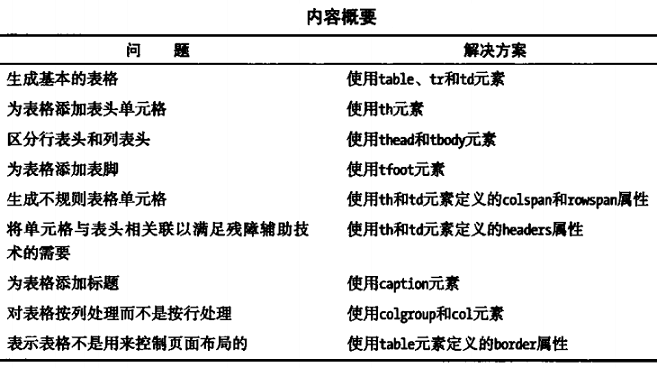 内容概要
问 题 解决方案
生成基本的表格 使用table、tr和td元素
为表格添加表头单元格 使用th元素
区分行表头和列表头 使用thead和tbody元素
为表格添加表脚 使用tfoot元素
生成不规则表格单元格 使用th和td元素定义的colspan和rowspan属性
将单元格与表头相关联以满足残障辅助技 使用th和td元素定义的headers属性
术的需要
为表格添加标题 使用caption元素
对表格按列处理而不是按行处理 使用colgroup和col元素
表示表格不是用来控制页面布局的 使用table元素定义的border属性